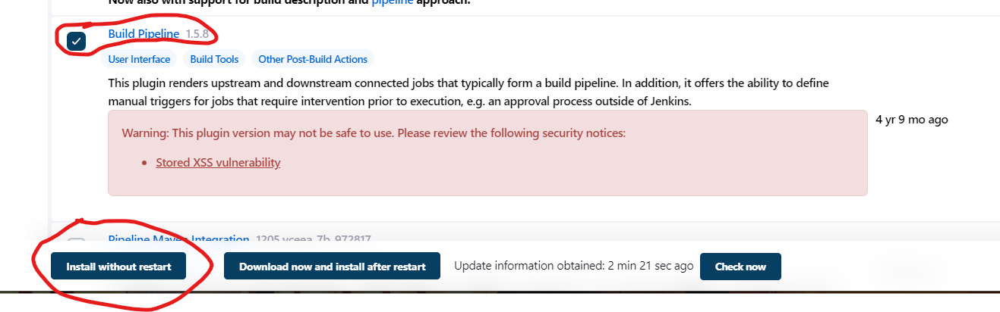 Now also with support for build description and pipeline approach.
Build Pipeline 1.5.8
User Interface Build Tools Other Post-Build Actions
This plugin renders upstream and downstream connected jobs that typically form a build pipeline. In addition, it offers the ability to define
manual triggers for jobs that require intervention prior to execution, e.g. an approval process outside of Jenkins.
4 yr 9 mo ago
Warning: This plugin version may not be safe to use. Please review the following security notices:
Stored XSS vulnerability
Pipeline Maven Integration
Install without restart Download now and install after restart Update information obtained: 2 min 21 sec ago Check now